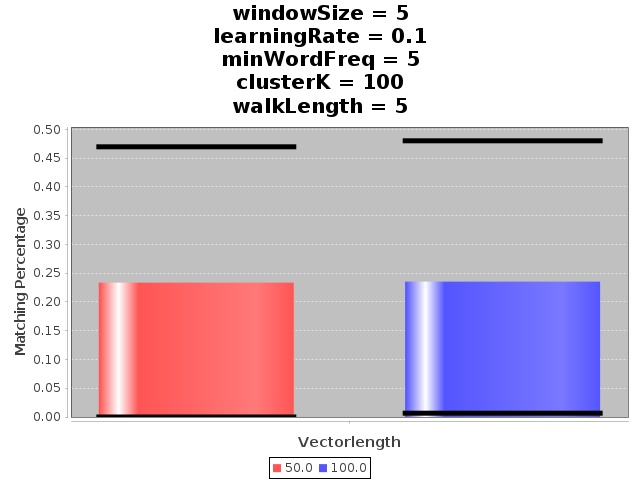 windowSize = 5
learningRate = 0.1
minWordFreq = 5
clusterK = 100
walkLength = 5
0.50
0.45
0.40
0.35
0.30
0.25
0.20
0.15
0.10
0.05
0.00
Matching Percentage
Vectorlength
50.0 100.0